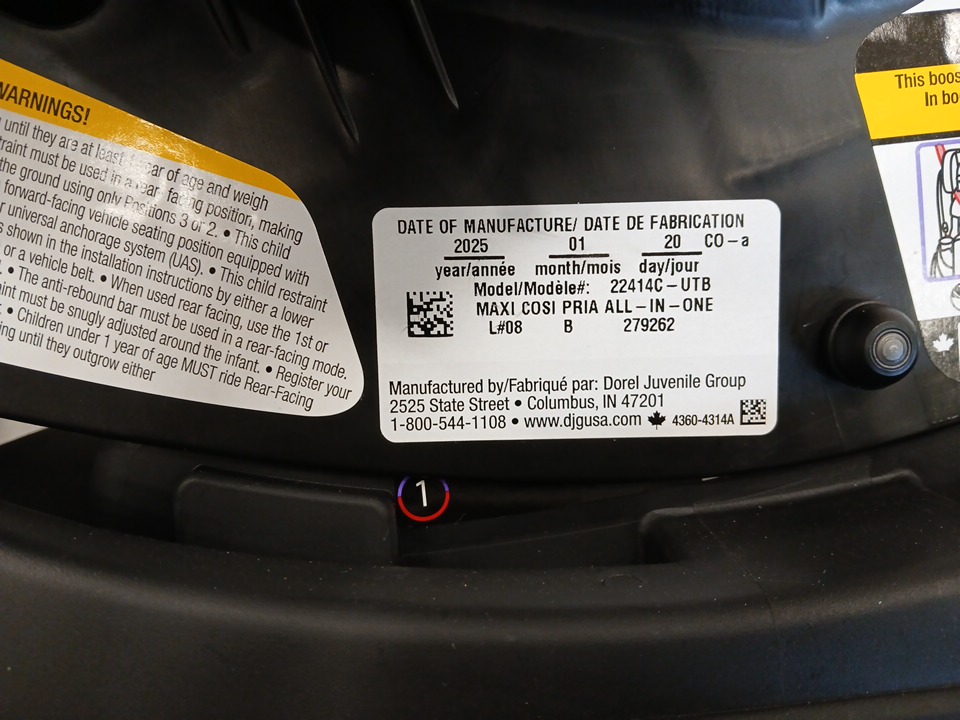 WARNINGS!
until they are at least 1 year of age and weigh
must be used in a rear-facing position, making
the ground using only Positions 3 or 2. • This child
forward-facing vehicle seating position equipped with
universal anchorage system (UAS). • This child restraint
shown in the installation instructions by either a lower
or a vehicle belt. • When used rear-facing, use the 1st or
• The anti-rebound bar must be used in a rear-facing mode.
must be snugly adjusted around the infant. • Register your
• Children under 1 year of age MUST ride Rear-Facing
until they outgrow either
DATE OF MANUFACTURE/ DATE DE FABRICATION
2025 01 20 CO-a
year/année month/mois day/jour
Model/Modèle#: 22414C-UTB
MAXI COSI PRIA ALL-IN-ONE
L#08 B 279262
Manufactured by/Fabriqué par: Dorel Juvenile Group
2525 State Street • Columbus, IN 47201
1-800-544-1108 • www.djgusa.com 4360-4314A
This
In
1